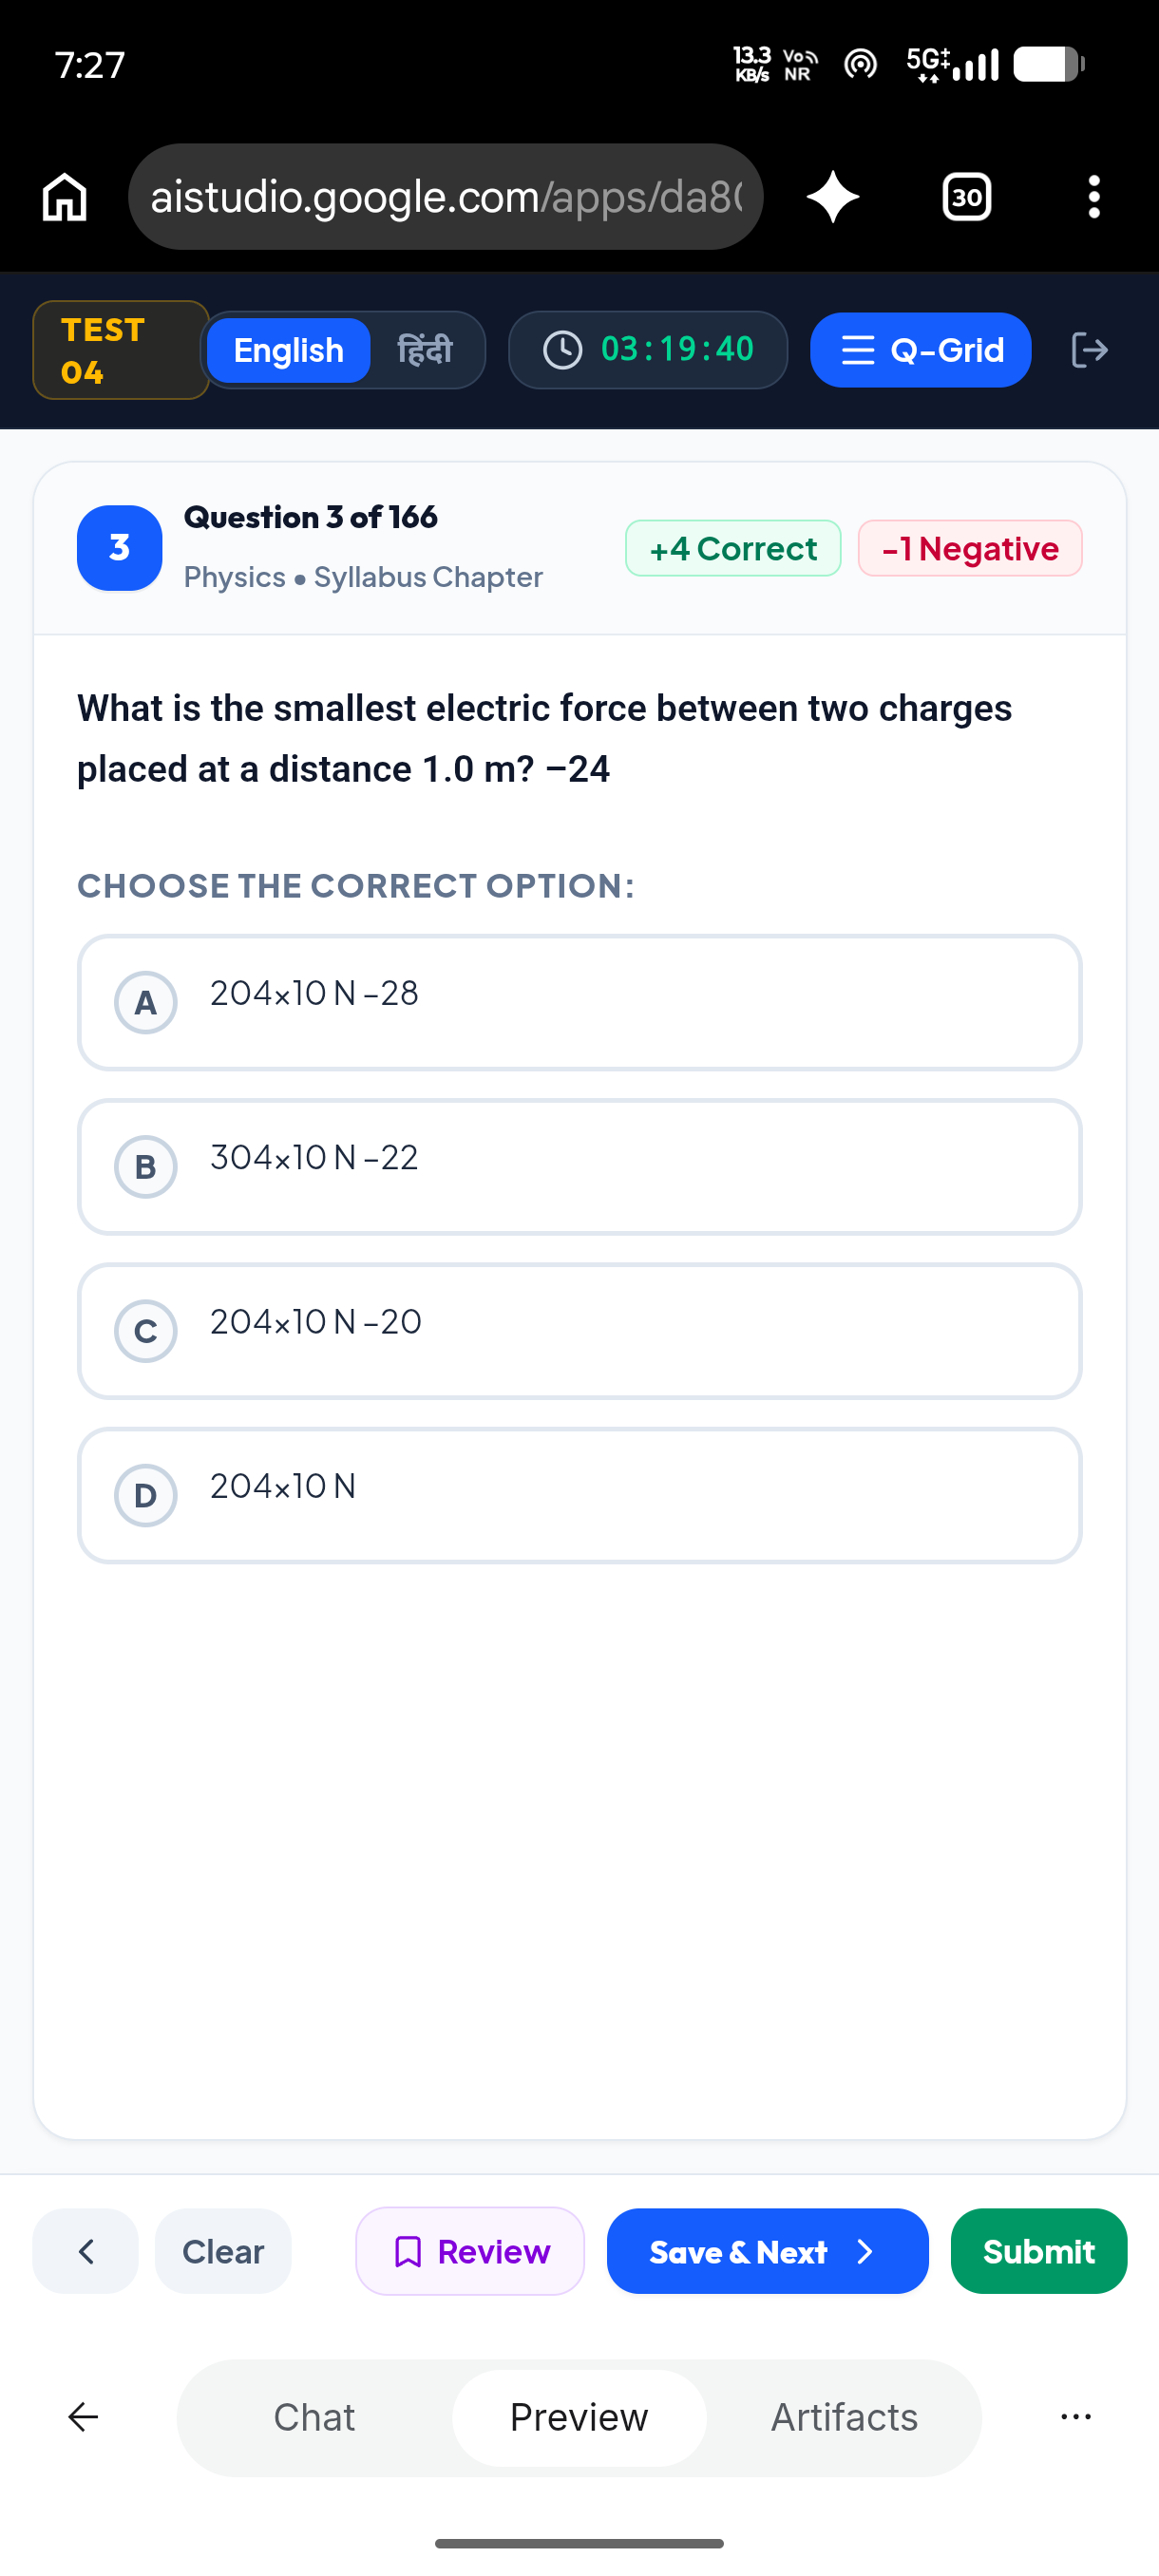 7:27
13.3 KB/s Vo NR 5G‡
aistudio.google.com/apps/da8
30
TEST 04
English हिंदी 03:19:40 Q-Grid
3
Question 3 of 166
Physics • Syllabus Chapter
+4 Correct -1 Negative
What is the smallest electric force between two charges
placed at a distance 1.0 m? −24
CHOOSE THE CORRECT OPTION:
A 204×10 N −28
B 304×10 N −22
C 204×10 N −20
D 204×10 N
Clear Review Save & Next Submit
Chat Preview Artifacts